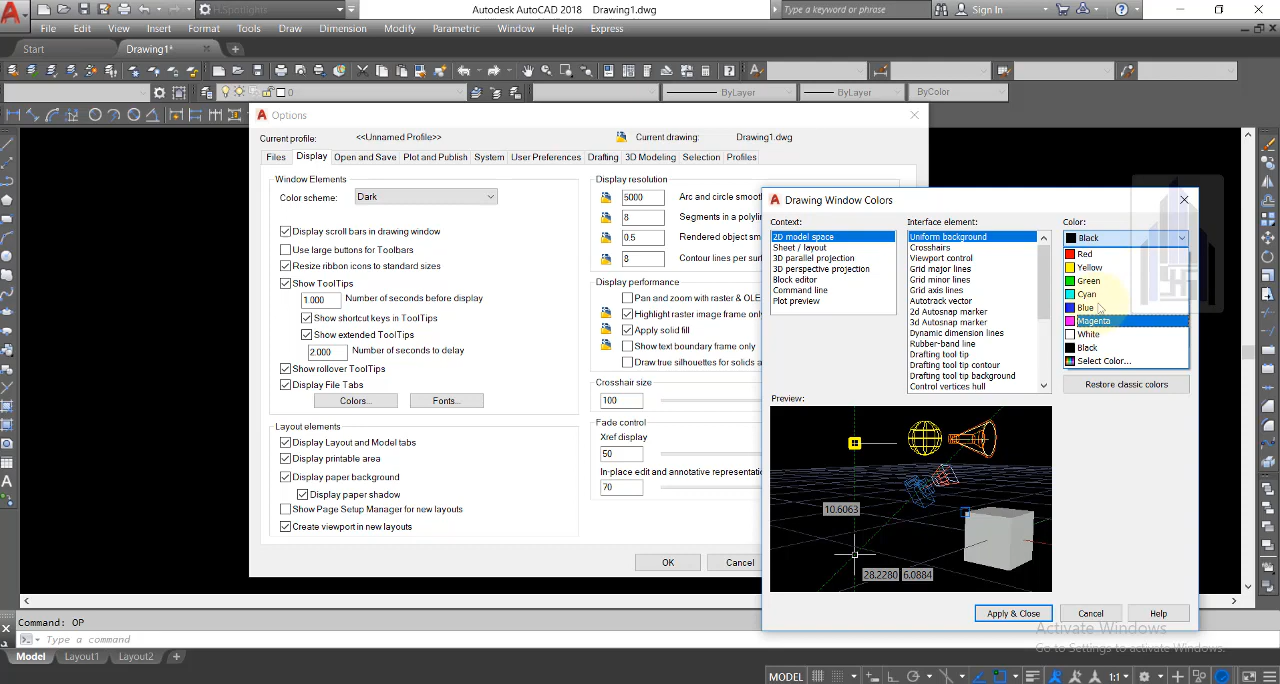 Autodesk AutoCAD 2018 Drawing1.dwg
Type a keyword or phrase
Sign In
File Edit View Insert Format Tools Draw Dimension Modify Parametric Window Help Express
Start
Drawing1*
0
ByLayer
ByLayer
ByColor
Options
Current profile:
<<Unnamed Profile>>
Current drawing:
Drawing1.dwg
Files Display Open and Save Plot and Publish System User Preferences Drafting 3D Modeling Selection Profiles
Window Elements
Color scheme:
Dark
Display scroll bars in drawing window
Use large buttons for Toolbars
Resize ribbon icons to standard sizes
Show ToolTips
1.000
Number of seconds before display
Show shortcut keys in ToolTips
Show extended ToolTips
2.000
Number of seconds to delay
Show rollover ToolTips
Display File Tabs
Colors...
Fonts...
Layout elements
Display Layout and Model tabs
Display printable area
Display paper background
Display paper shadow
Show Page Setup Manager for new layouts
Create viewport in new layouts
Display resolution
5000
Arc and circle smoot
8
Segments in a polylin
0.5
Rendered object sm
8
Contour lines per surf
Display performance
Pan and zoom with raster & OLE
Highlight raster image frame only
Apply solid fill
Show text boundary frame only
Draw true silhouettes for solids a
Crosshair size
100
Fade control
Xref display
50
In-place edit and annotative representatio
70
OK
Cancel
Drawing Window Colors
Context:
2D model space
Sheet / layout
3D parallel projection
3D perspective projection
Block editor
Command line
Plot preview
Interface element:
Uniform background
Crosshairs
Viewport control
Grid major lines
Grid minor lines
Grid axis lines
Autotrack vector
2d Autosnap marker
3d Autosnap marker
Dynamic dimension lines
Rubber-band line
Drafting tool tip
Drafting tool tip contour
Drafting tool tip background
Control vertices hull
Color:
Black
Red
Yellow
Green
Cyan
Blue
Magenta
White
Black
Select Color...
Restore classic colors
Preview:
10.6063
28.2280 6.0884
Apply & Close
Cancel
Help
Activate Windows
Go to Settings to activate Windows.
Command: OP
Type a command
Model Layout1 Layout2
MODEL
1:1